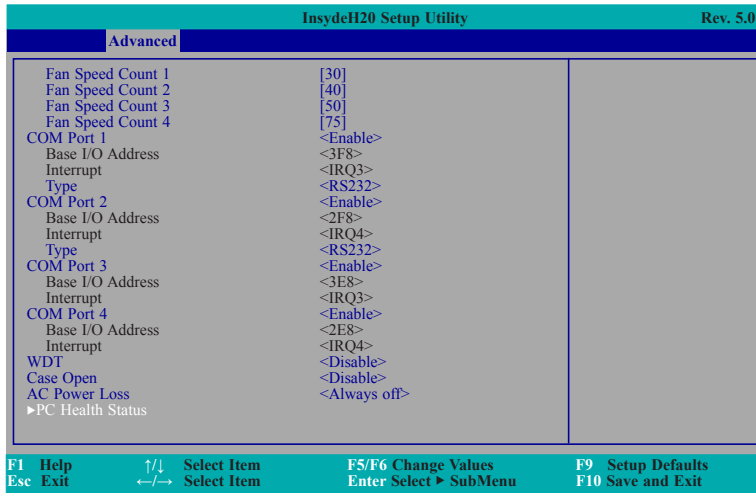 InsydeH20 Setup Utility Rev. 5.0
Advanced
Fan Speed Count 1 [30]
Fan Speed Count 2 [40]
Fan Speed Count 3 [50]
Fan Speed Count 4 [75]
COM Port 1 <Enable>
Base I/O Address <3F8>
Interrupt <IRQ3>
Type <RS232>
COM Port 2 <Enable>
Base I/O Address <2F8>
Interrupt <IRQ4>
Type <RS232>
COM Port 3 <Enable>
Base I/O Address <3E8>
Interrupt <IRQ3>
COM Port 4 <Enable>
Base I/O Address <2E8>
Interrupt <IRQ4>
WDT <Disable>
Case Open <Disable>
AC Power Loss <Always off>
►PC Health Status
F1 Help ↑/↓ Select Item F5/F6 Change Values F9 Setup Defaults
Esc Exit ←/→ Select Item Enter Select ► SubMenu F10 Save and Exit